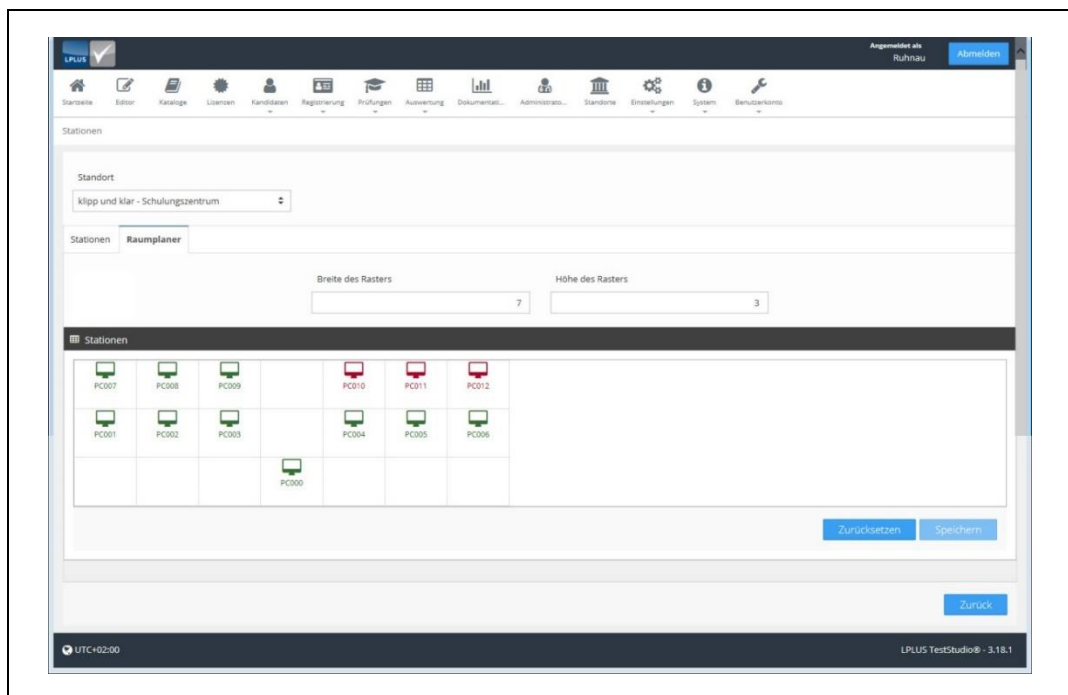 LPLUS
Angemeldet als
Ruhnau
Abmelden
Startseite Editor Kataloge Lizenzen Kandidaten Registrierung Prüfungen Auswertung Dokumentati... Administrato... Standorte Einstellungen System Benutzerkonto
Stationen
Standort
klipp und klar - Schulungszentrum
Stationen Raumplaner
Breite des Rasters Höhe des Rasters
7 3
Stationen
PC007 PC008 PC009 PC010 PC011 PC012
PC001 PC002 PC003 PC004 PC005 PC006
PC000
Zurücksetzen Speichern
Zurück
UTC+02:00 LPLUS TestStudio® - 3.18.1